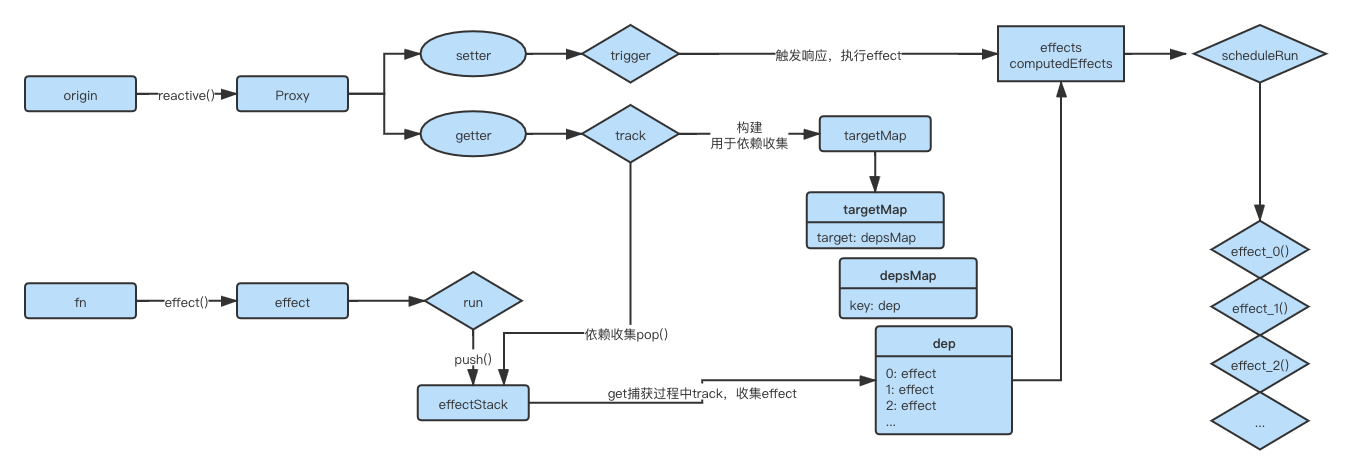 origin
reactive()
Proxy
setter
trigger
触发响应，执行effect
effects
computedEffects
scheduleRun
getter
track
构建
用于依赖收集
targetMap
targetMap
target: depsMap
depsMap
key: dep
fn
effect()
effect
run
push()
依赖收集pop()
effectStack
get捕获过程中track，收集effect
dep
0: effect
1: effect
2: effect
...
effect_0()
effect_1()
effect_2()
...